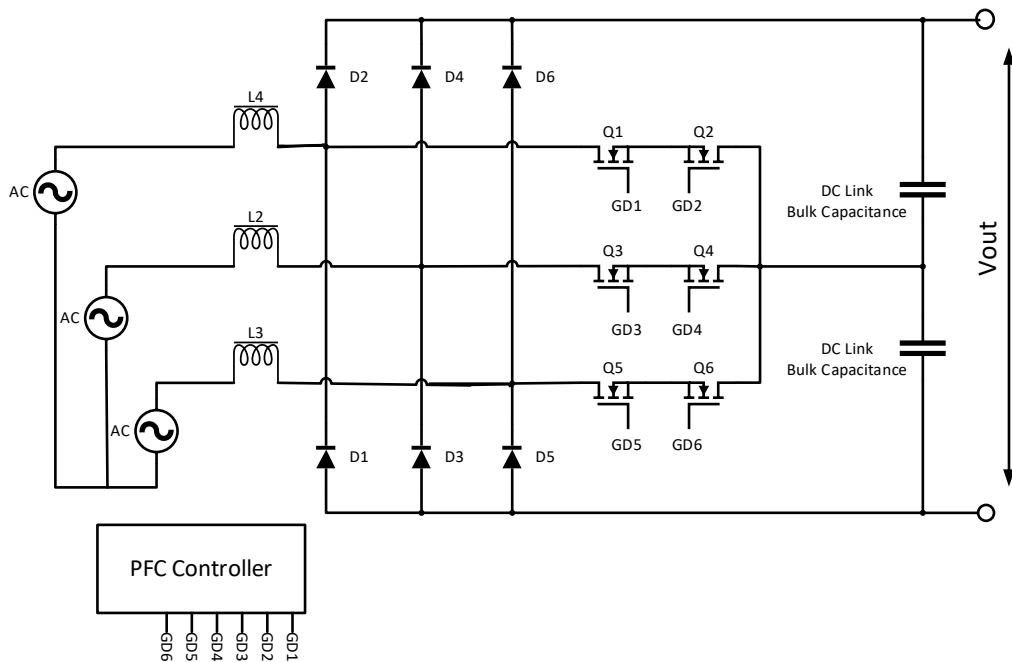 D2
D4
D6
L4
Q1
Q2
AC
GD1
GD2
DC Link
Bulk Capacitance
L2
Q3
Q4
Vout
AC
GD3
GD4
L3
DC Link
Bulk Capacitance
Q5
Q6
AC
GD5
GD6
D1
D3
D5
PFC Controller
GD6
GD5
GD4
GD3
GD2
GD1